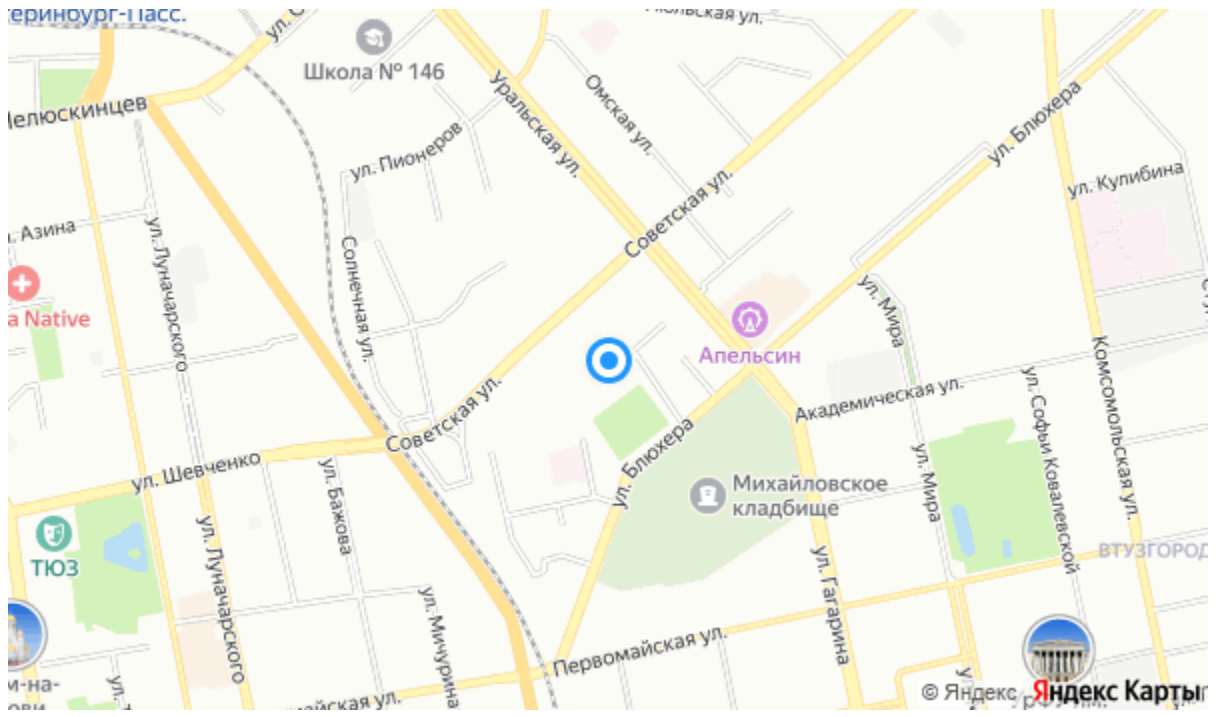 Школа № 146
Уральская ул.
Омская ул.
ул. Блюхера
ул. Пионеров
ул. Кулибина
Советская ул.
ул. Азина
ул. Луначарского
Солнечная ул.
ул. Мира
a Native
Апельсин
Комсомольская ул.
Академическая ул.
ул. Софьи Ковалевской
Советская ул.
ул. Шевченко
ул. Бажова
ул. Блюхера
ул. Мира
Михайловское
кладбище
ТЮЗ
ул. Луначарского
ул. Гагарина
ВТУЗГОРОД
ул. Мичурина
Первомайская ул.
майская ул.
ул.
м-на-
© Яндекс
Яндекс Карты